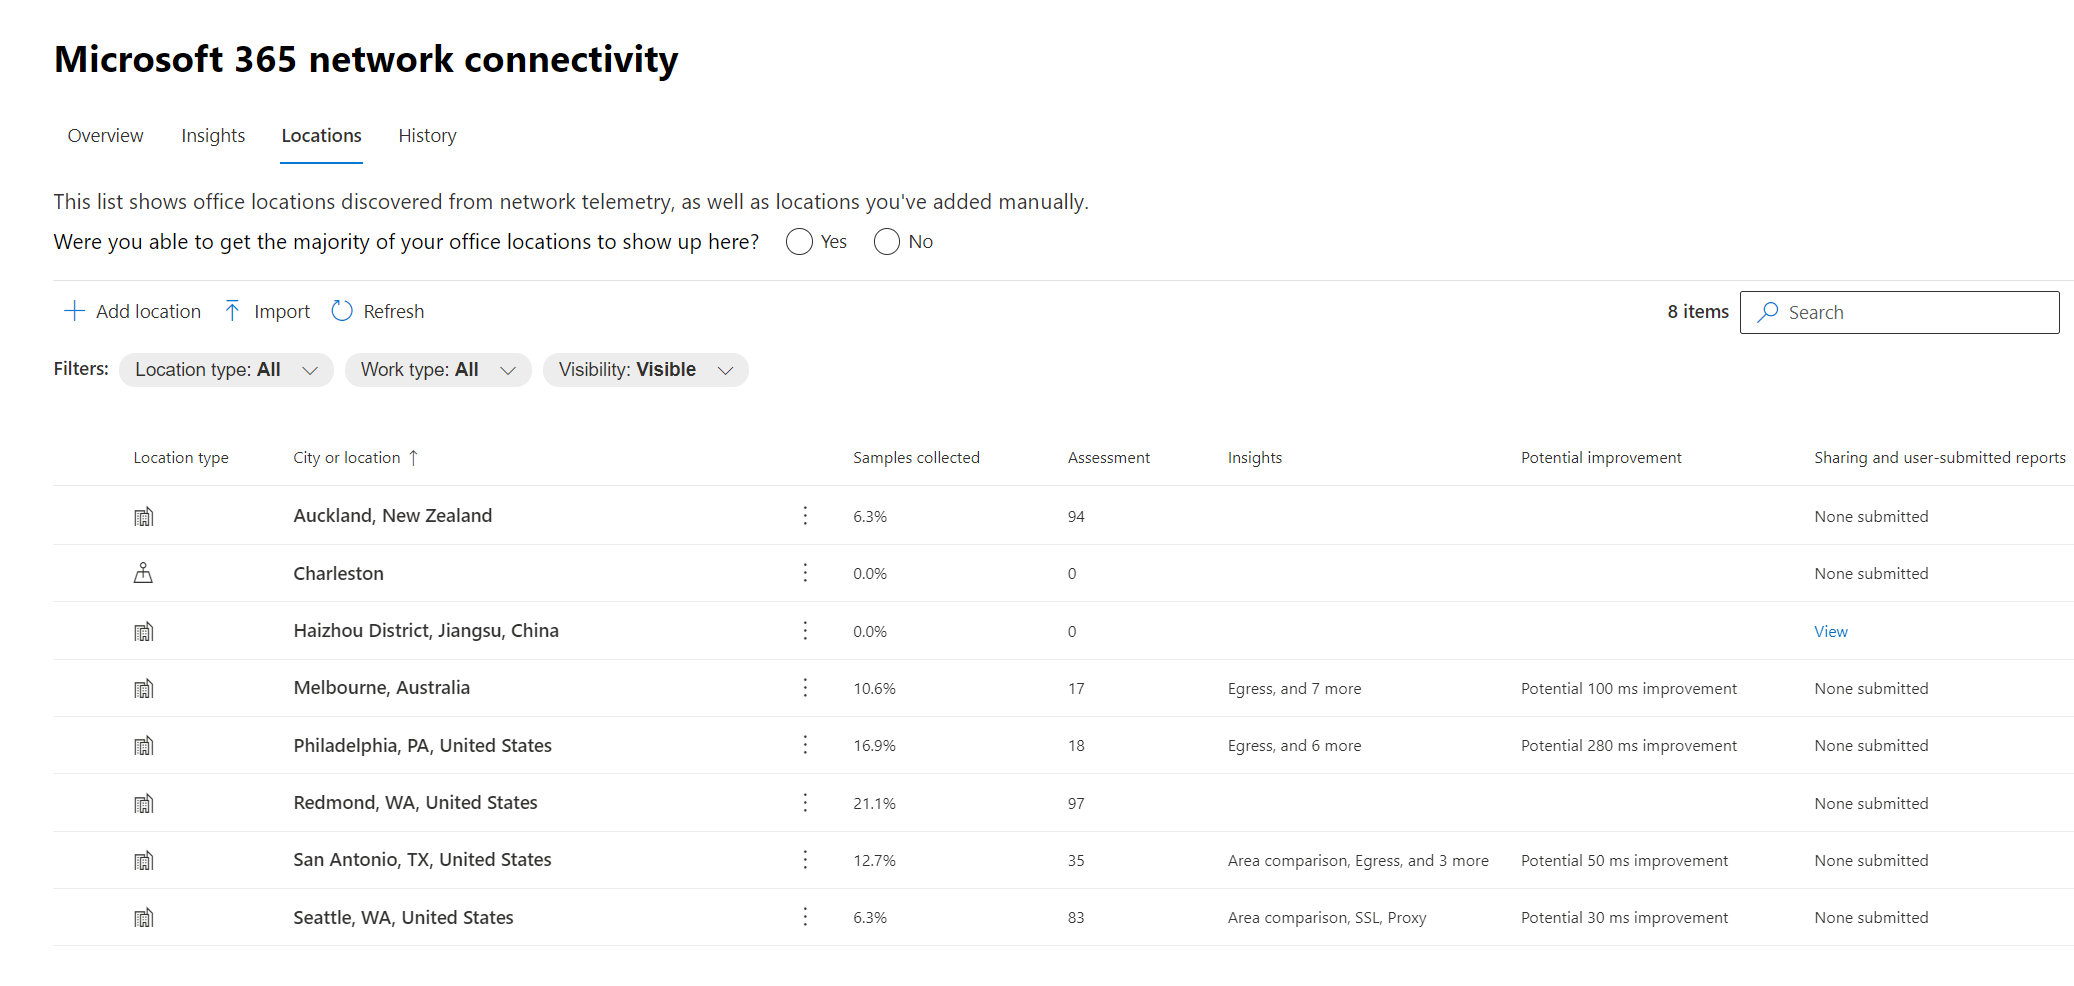 Microsoft 365 network connectivity
Overview Insights Locations History
This list shows office locations discovered from network telemetry, as well as locations you've added manually.
Were you able to get the majority of your office locations to show up here? Yes No
Add location Import Refresh 8 items Search
Filters: Location type: All Work type: All Visibility: Visible
Location type City or location ↑ Samples collected Assessment Insights Potential improvement Sharing and user-submitted reports
Auckland, New Zealand 6.3% 94 None submitted
Charleston 0.0% 0 None submitted
Haizhou District, Jiangsu, China 0.0% 0 View
Melbourne, Australia 10.6% 17 Egress, and 7 more Potential 100 ms improvement None submitted
Philadelphia, PA, United States 16.9% 18 Egress, and 6 more Potential 280 ms improvement None submitted
Redmond, WA, United States 21.1% 97 None submitted
San Antonio, TX, United States 12.7% 35 Area comparison, Egress, and 3 more Potential 50 ms improvement None submitted
Seattle, WA, United States 6.3% 83 Area comparison, SSL, Proxy Potential 30 ms improvement None submitted